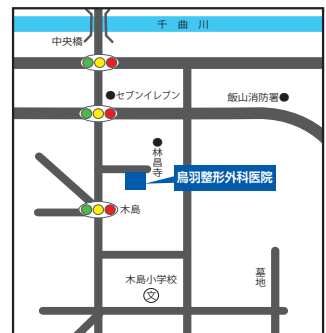 千曲川
中央橋
●セブンイレブン
飯山消防署●
●林昌寺
鳥羽整形外科医院
木島
木島小学校
文
墓地